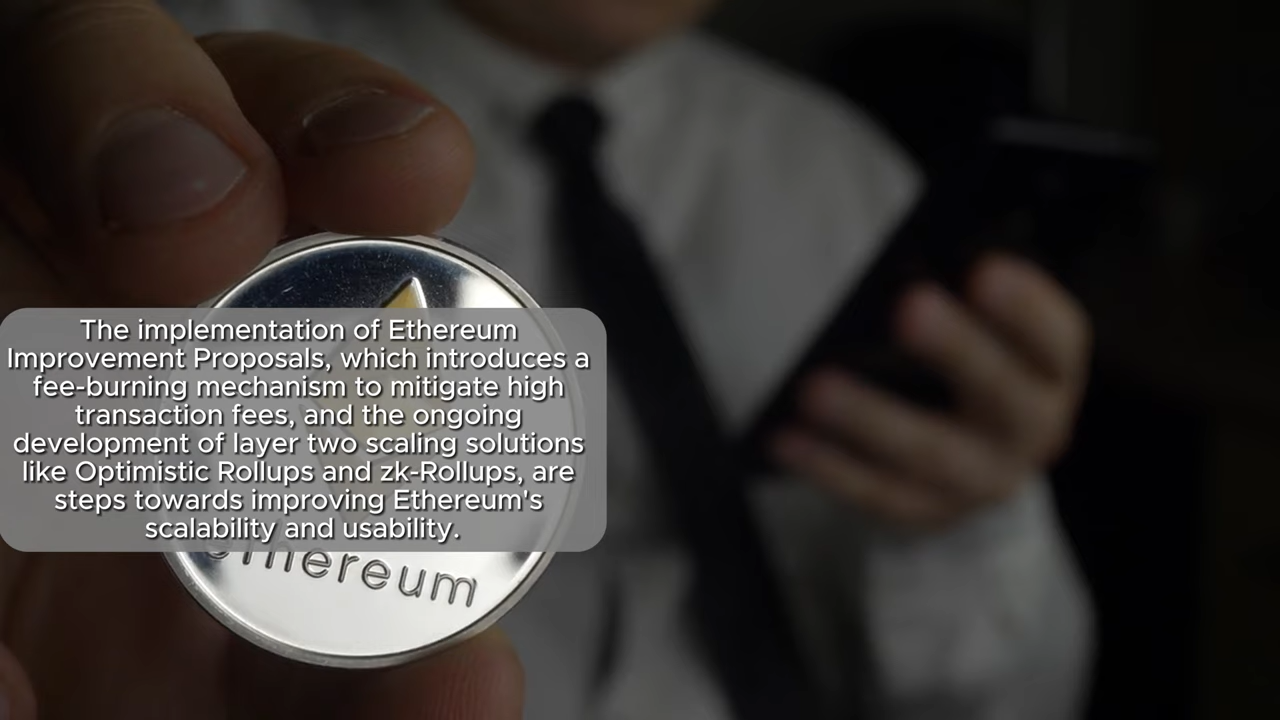 The implementation of Ethereum
Improvement Proposals, which introduces a
fee-burning mechanism to mitigate high
transaction fees, and the ongoing
development of layer two scaling solutions
like Optimistic Rollups and zk-Rollups, are
steps towards improving Ethereum's
scalability and usability.
ethereum